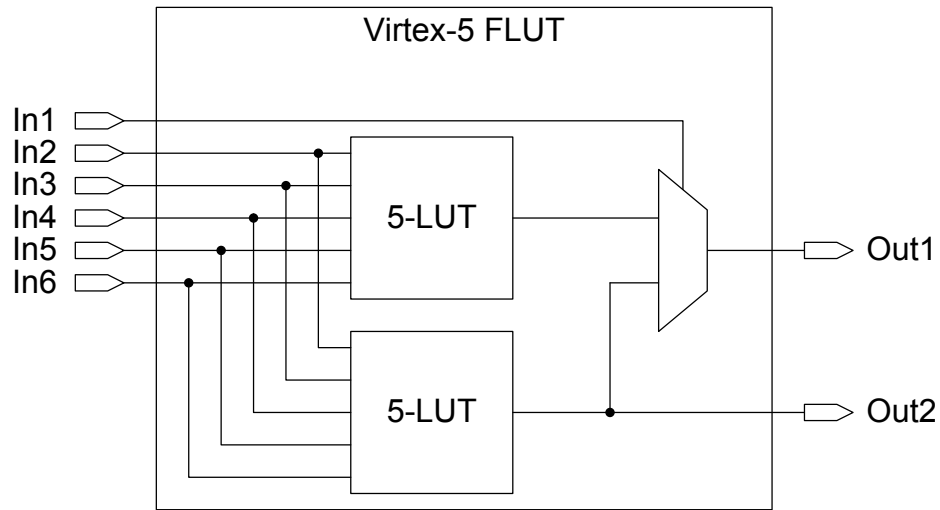 Virtex-5 FLUT
In1
In2
In3
In4
In5
In6
5-LUT
5-LUT
Out1
Out2